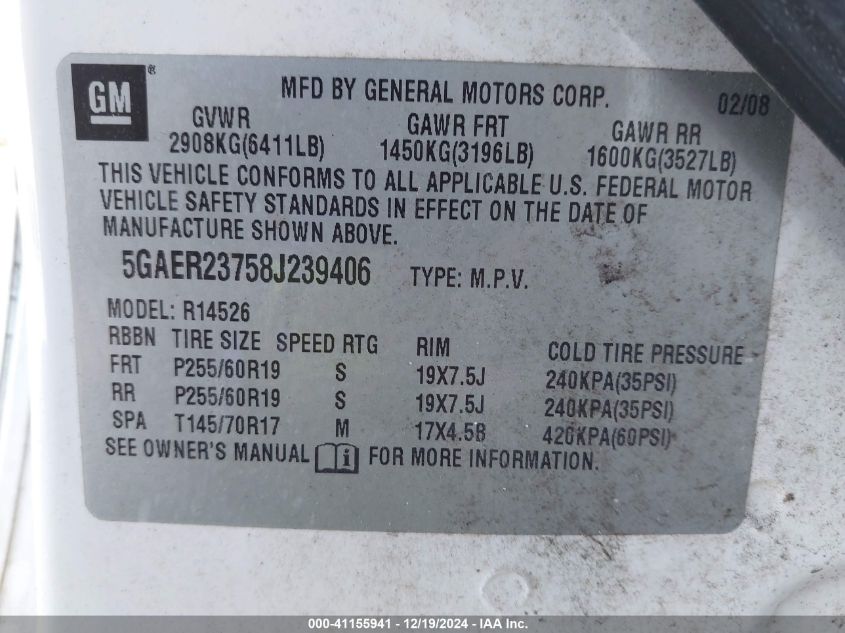 GM ®
MFD BY GENERAL MOTORS CORP. 02/08
GVWR GAWR FRT GAWR RR
2908KG(6411LB) 1450KG(3196LB) 1600KG(3527LB)
THIS VEHICLE CONFORMS TO ALL APPLICABLE U.S. FEDERAL MOTOR
VEHICLE SAFETY STANDARDS IN EFFECT ON THE DATE OF
MANUFACTURE SHOWN ABOVE.
5GAER23758J239406 TYPE: M.P.V.
MODEL: R14526
RBBN TIRE SIZE SPEED RTG RIM COLD TIRE PRESSURE
FRT P255/60R19 S 19X7.5J 240KPA(35PSI)
RR P255/60R19 S 19X7.5J 240KPA(35PSI)
SPA T145/70R17 M 17X4.5B 420KPA(60PSI)
SEE OWNER'S MANUAL i FOR MORE INFORMATION.
000-41155941 - 12/19/2024 - IAA Inc.